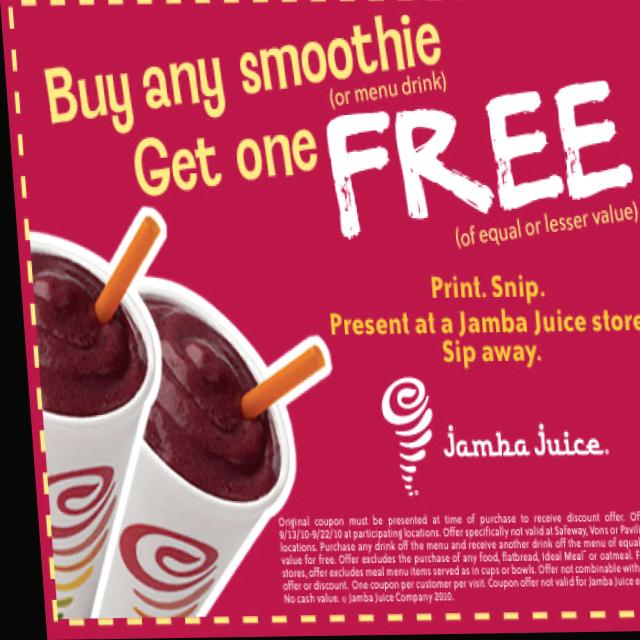 Buy any smoothie
(or menu drink)
Get one FREE
(of equal or lesser value)
Print. Snip.
Present at a Jamba Juice store
Sip away.
jamba juice.
Original coupon must be presented at time of purchase to receive discount offer.
9/13/10-9/22/10 at participating locations. Offer specifically not valid at Safeway, Vons or
locations. Purchase any drink off the menu and receive another drink off the menu of equal
value for free. Offer excludes the purchase of any food, flatbread, Ideal Meal™ or oatmeal.
stores, offer excludes meal menu items served as in cups or bowls. Offer not combinable with
offer or discount. One coupon per customer per visit. Coupon offer not valid for Jamba Juice
No cash value. © Jamba Juice Company 2010.